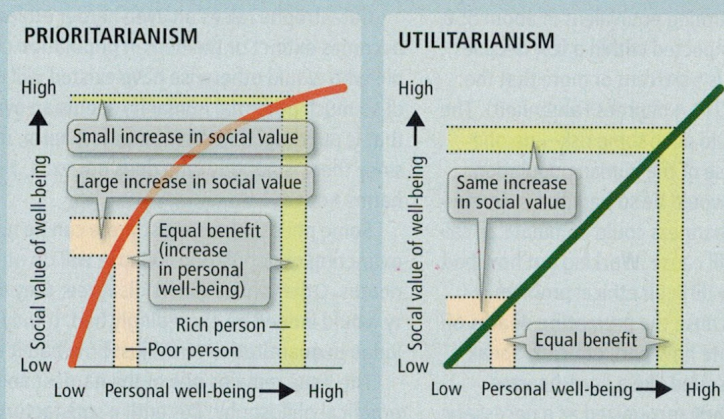 PRIORITARIANISM
High
Small increase in social value
Large increase in social value
Equal benefit
(increase
in personal
well-being)
Rich person
Poor person
Social value of well-being
Low
Low
Personal well-being
High
UTILITARIANISM
High
Same increase
in social value
Equal benefit
Social value of well-being
Low
Low
Personal well-being
High